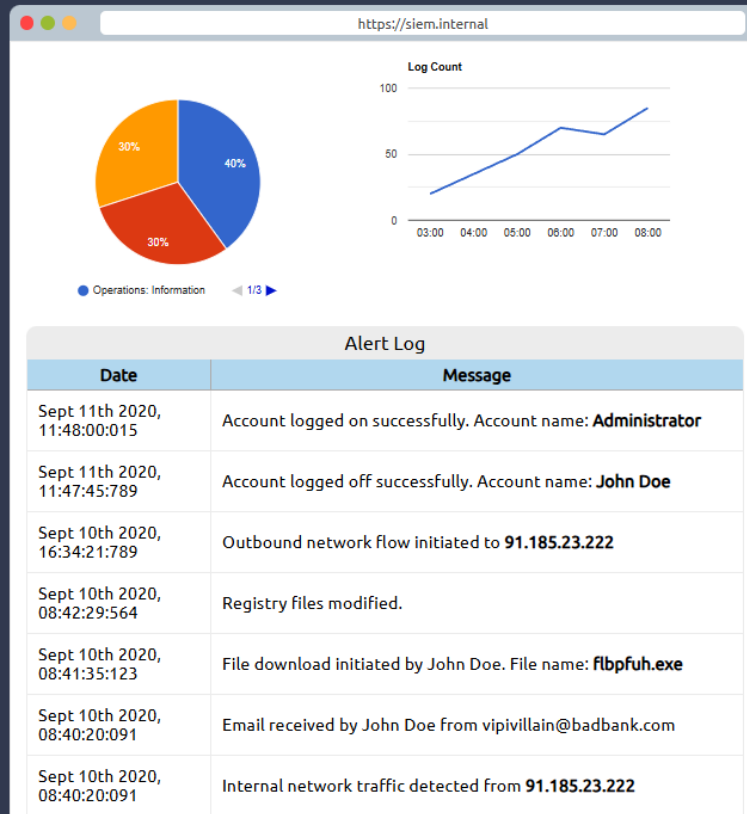 https://siem.internal
Log Count
100
50
0
03:00 04:00 05:00 06:00 07:00 08:00
30%
40%
30%
Operations: Information
1/3
Alert Log
Date Message
Sept 11th 2020,
11:48:00:015
Account logged on successfully. Account name: Administrator
Sept 11th 2020,
11:47:45:789
Account logged off successfully. Account name: John Doe
Sept 10th 2020,
16:34:21:789
Outbound network flow initiated to 91.185.23.222
Sept 10th 2020,
08:42:29:564
Registry files modified.
Sept 10th 2020,
08:41:35:123
File download initiated by John Doe. File name: flbpfuh.exe
Sept 10th 2020,
08:40:20:091
Email received by John Doe from vipivillain@badbank.com
Sept 10th 2020,
08:40:20:091
Internal network traffic detected from 91.185.23.222